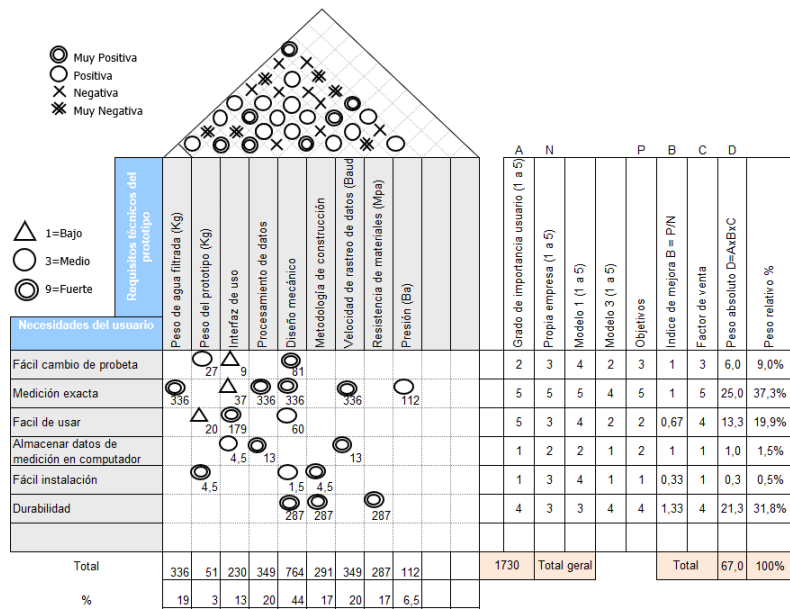 Muy Positiva
Positiva
Negativa
Muy Negativa
1=Bajo
3=Medio
9=Fuerte
Requisitos técnicos del
prototipo
Necesidades del usuario
Peso de agua filtrada (Kg)
Peso del prototipo (Kg)
Interfaz de uso
Procesamiento de datos
Diseño mecánico
Metodología de construcción
Velocidad de rastreo de datos (Baud
Resistencia de materiales (Mpa)
Presión (Ba)
A N P B C D
Grado de importancia usuario (1 a 5)
Propia empresa (1 a 5)
Modelo 1 (1 a 5)
Modelo 3 (1 a 5)
Objetivos
Indice de mejora B = P/N
Factor de venta
Peso absoluto D=AxBxC
Peso relativo %
Fácil cambio de probeta 27 9 81 2 3 4 2 3 1 3 6,0 9,0%
Medición exacta 336 37 336 336 336 112 5 5 5 4 5 1 5 25,0 37,3%
Facil de usar 20 179 60 5 3 4 2 2 0,67 4 13,3 19,9%
Almacenar datos de
medición en computador 4,5 13 13 1 2 2 1 2 1 1 1,0 1,5%
Fácil instalación 4,5 1,5 4,5 1 3 4 1 1 0,33 1 0,3 0,5%
Durabilidad 287 287 287 4 3 3 4 4 1,33 4 21,3 31,8%
Total 336 51 230 349 764 291 349 287 112 1730 Total geral Total 67,0 100%
% 19 3 13 20 44 17 20 17 6,5